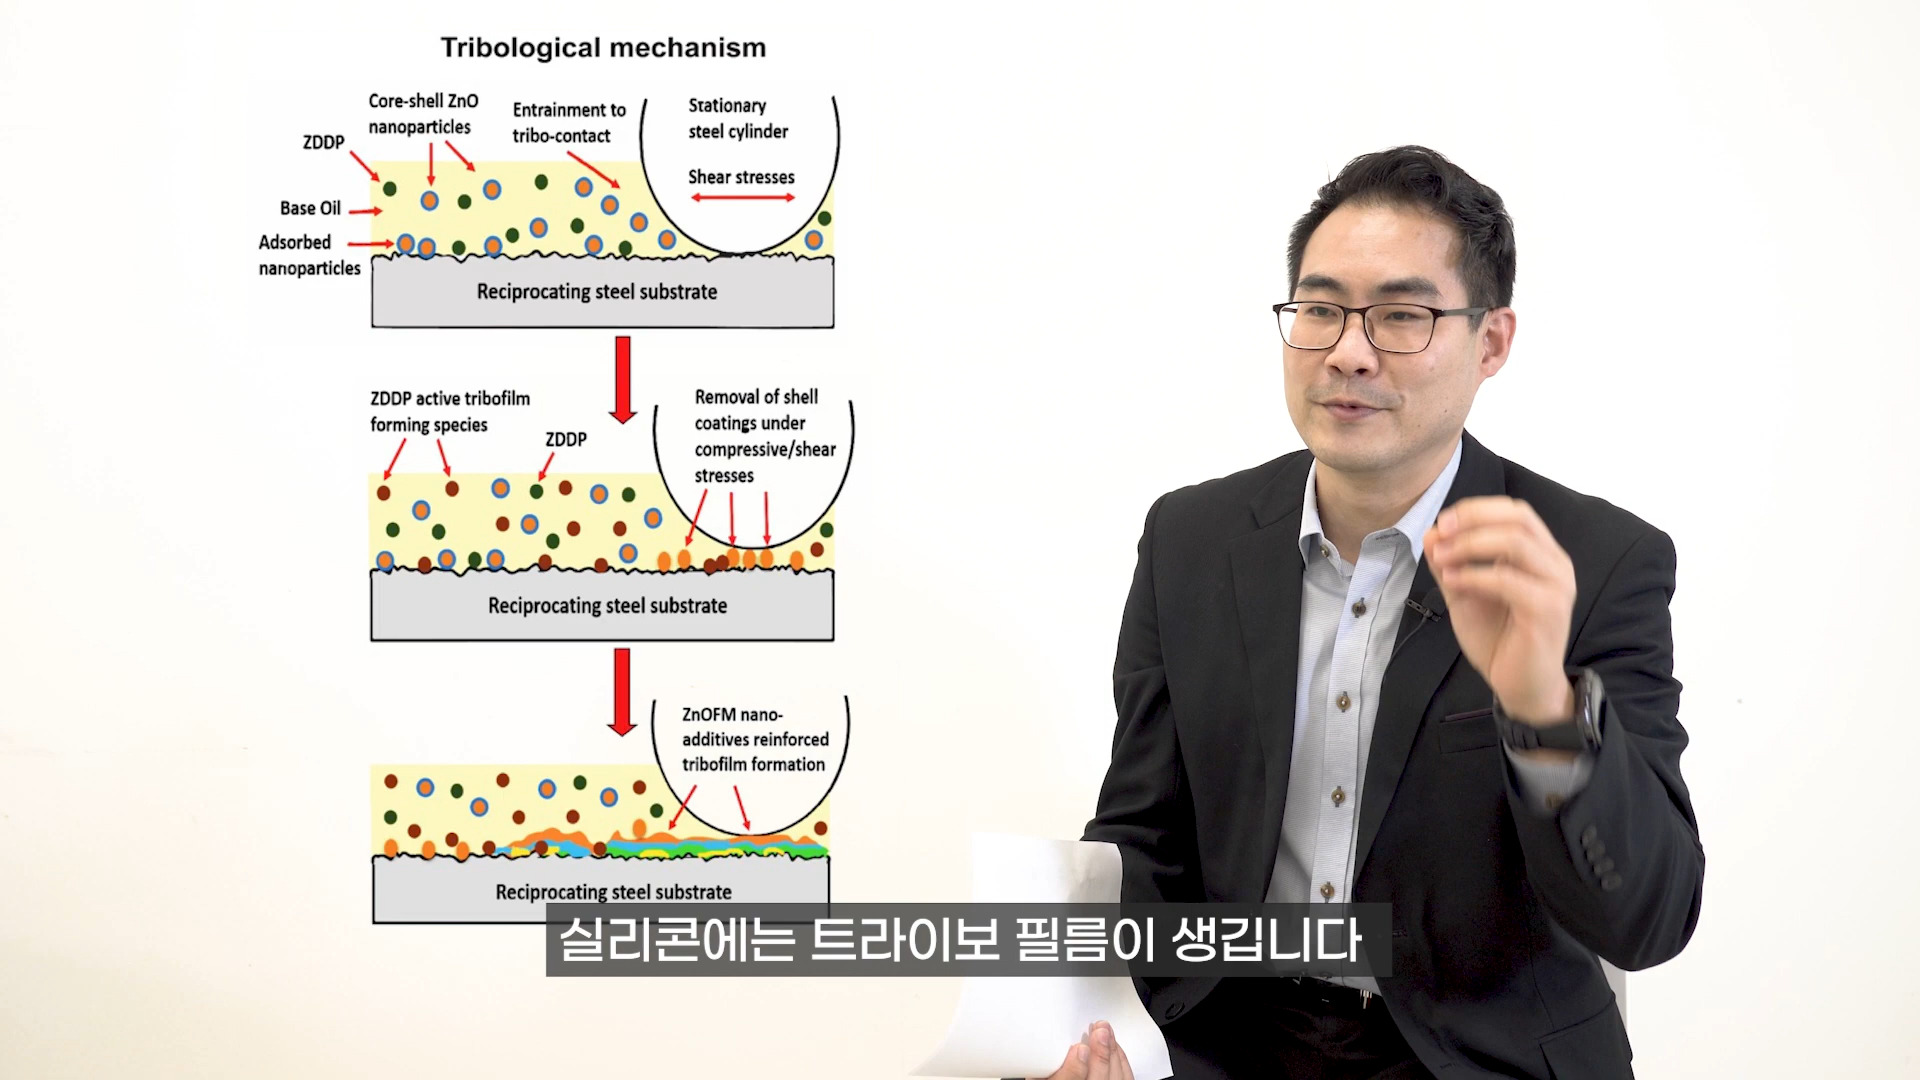 Tribological mechanism
Core-shell ZnO
nanoparticles
ZDDP
Entrainment to
tribo-contact
Stationary
steel cylinder
Shear stresses
Base Oil
Adsorbed
nanoparticles
Reciprocating steel substrate
ZDDP active tribofilm
forming species
ZDDP
Removal of shell
coatings under
compressive/shear
stresses
Reciprocating steel substrate
ZnOFM nano-
additives reinforced
tribofilm formation
Reciprocating steel substrate
실리콘에는 트라이보 필름이 생깁니다